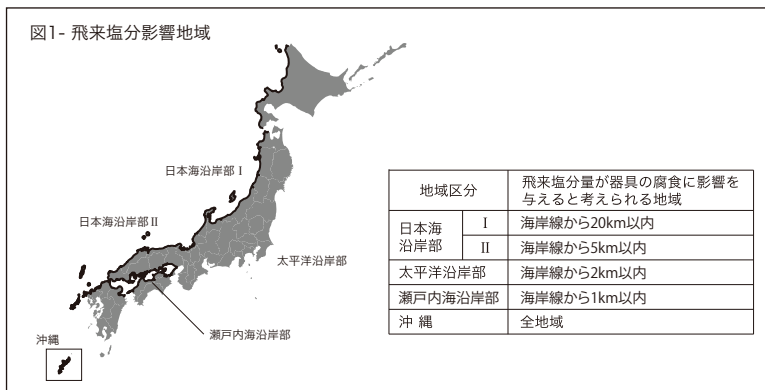 図1- 飛来塩分影響地域
日本海沿岸部 I
日本海沿岸部 II
太平洋沿岸部
瀬戸内海沿岸部
沖縄
地域区分 飛来塩分量が器具の腐食に影響を
与えると考えられる地域
日本海
沿岸部
I 海岸線から20km以内
II 海岸線から5km以内
太平洋沿岸部 海岸線から2km以内
瀬戸内海沿岸部 海岸線から1km以内
沖 縄 全地域